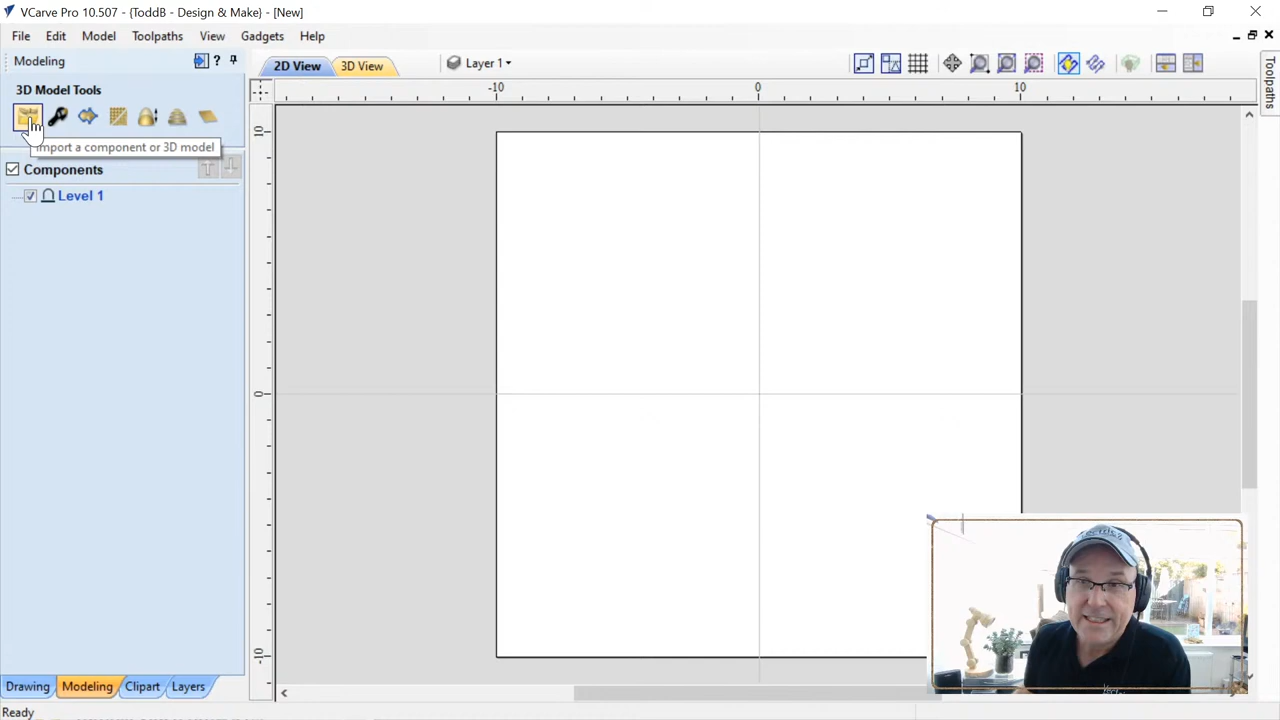 VCarve Pro 10.507 - {ToddB - Design & Make} - [New]
File Edit Model Toolpaths View Gadgets Help
Modeling ?
2D View 3D View Layer 1
3D Model Tools
-10 0 10
Import a component or 3D model
Components
Level 1
10
0
-10
Toolpaths
Drawing Modeling Clipart Layers
Ready